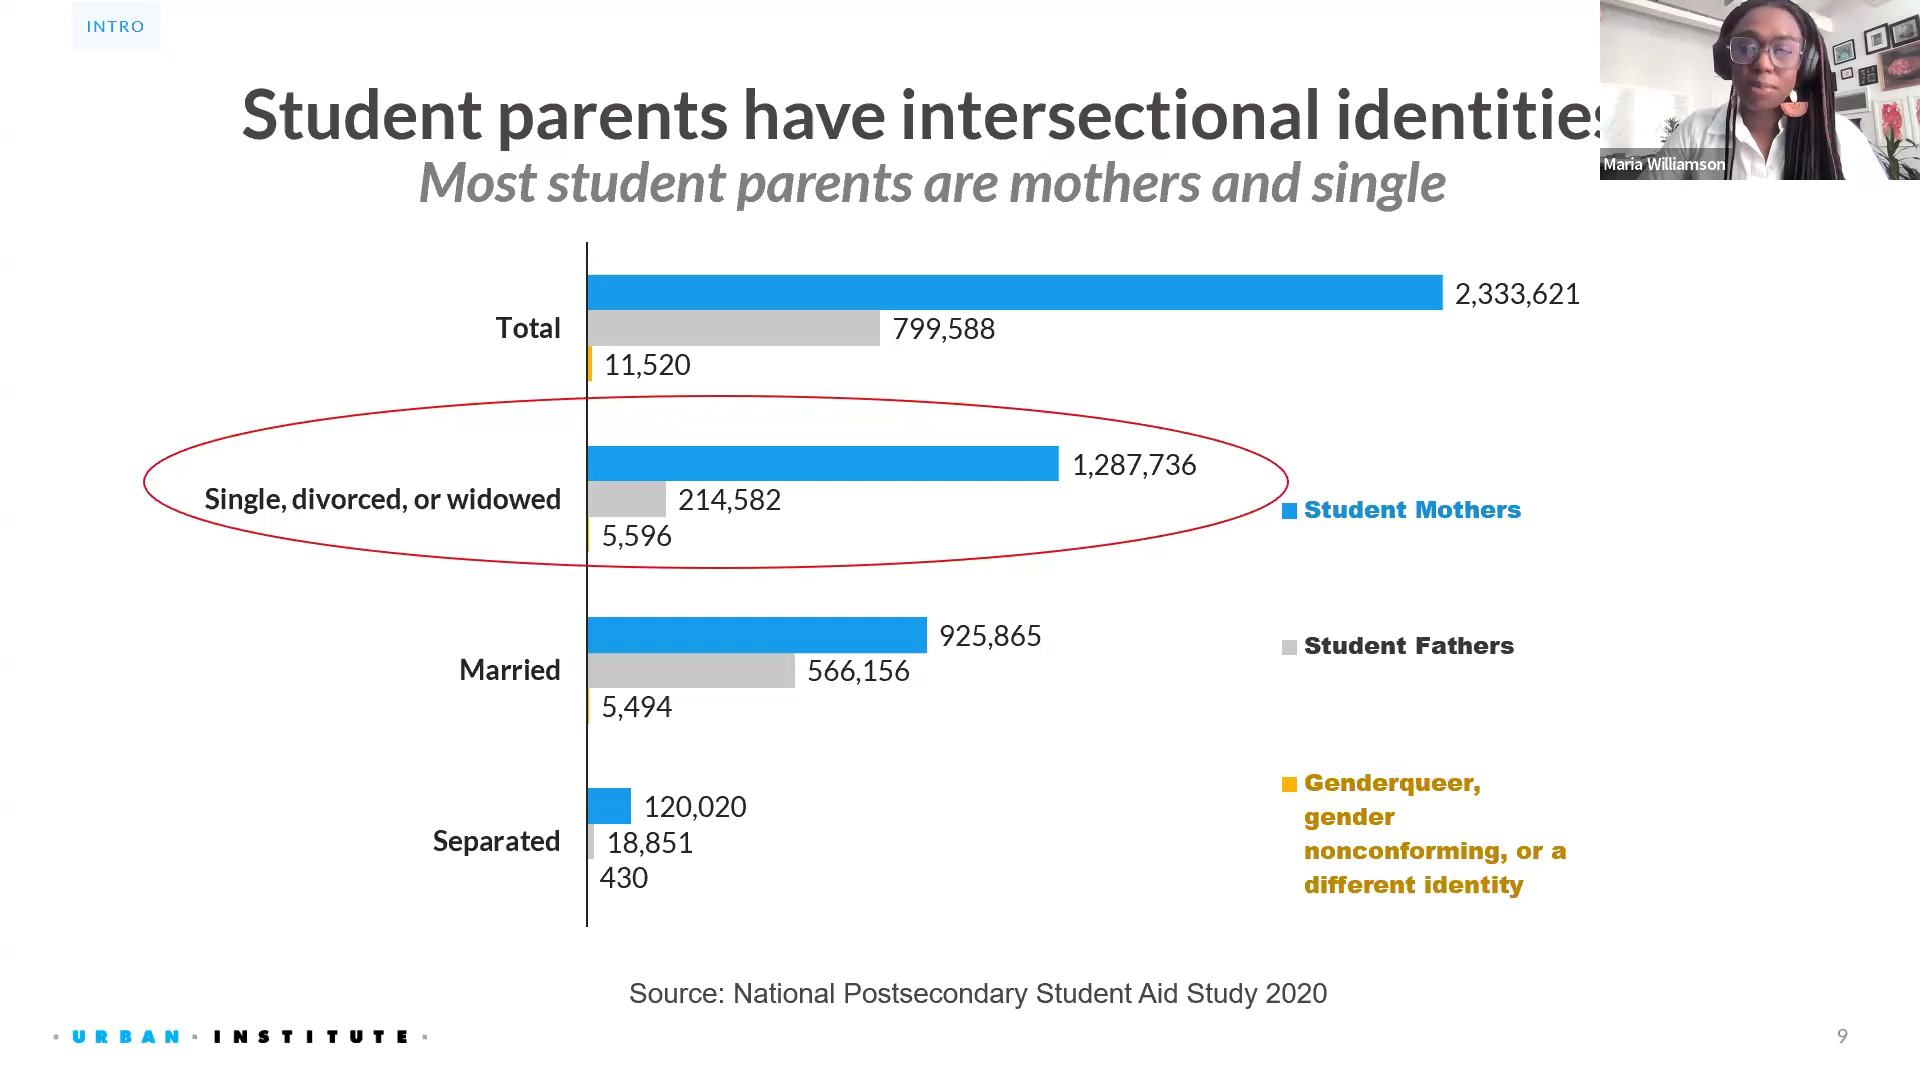 INTRO
Student parents have intersectional identities
Most student parents are mothers and single
Maria Williamson
Total
2,333,621
799,588
11,520
Single, divorced, or widowed
1,287,736
214,582
5,596
Married
925,865
566,156
5,494
Separated
120,020
18,851
430
Student Mothers
Student Fathers
Genderqueer,
gender
nonconforming, or a
different identity
Source: National Postsecondary Student Aid Study 2020
· URBAN · INSTITUTE ·
9